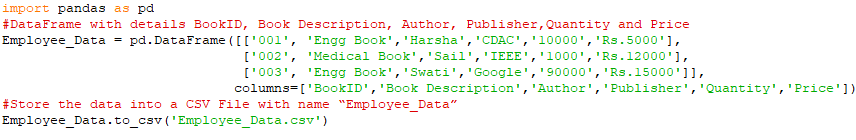 import pandas as pd
#DataFrame with details BookID, Book Description, Author, Publisher,Quantity and Price
Employee_Data = pd.DataFrame([['001', 'Engg Book','Harsha','CDAC','10000','Rs.5000'],
['002', 'Medical Book','Sail','IEEE','1000','Rs.12000'],
['003', 'Engg Book','Swati','Google','90000','Rs.15000']],
columns=['BookID','Book Description','Author','Publisher','Quantity','Price'])
#Store the data into a CSV File with name “Employee_Data”
Employee_Data.to_csv('Employee_Data.csv')